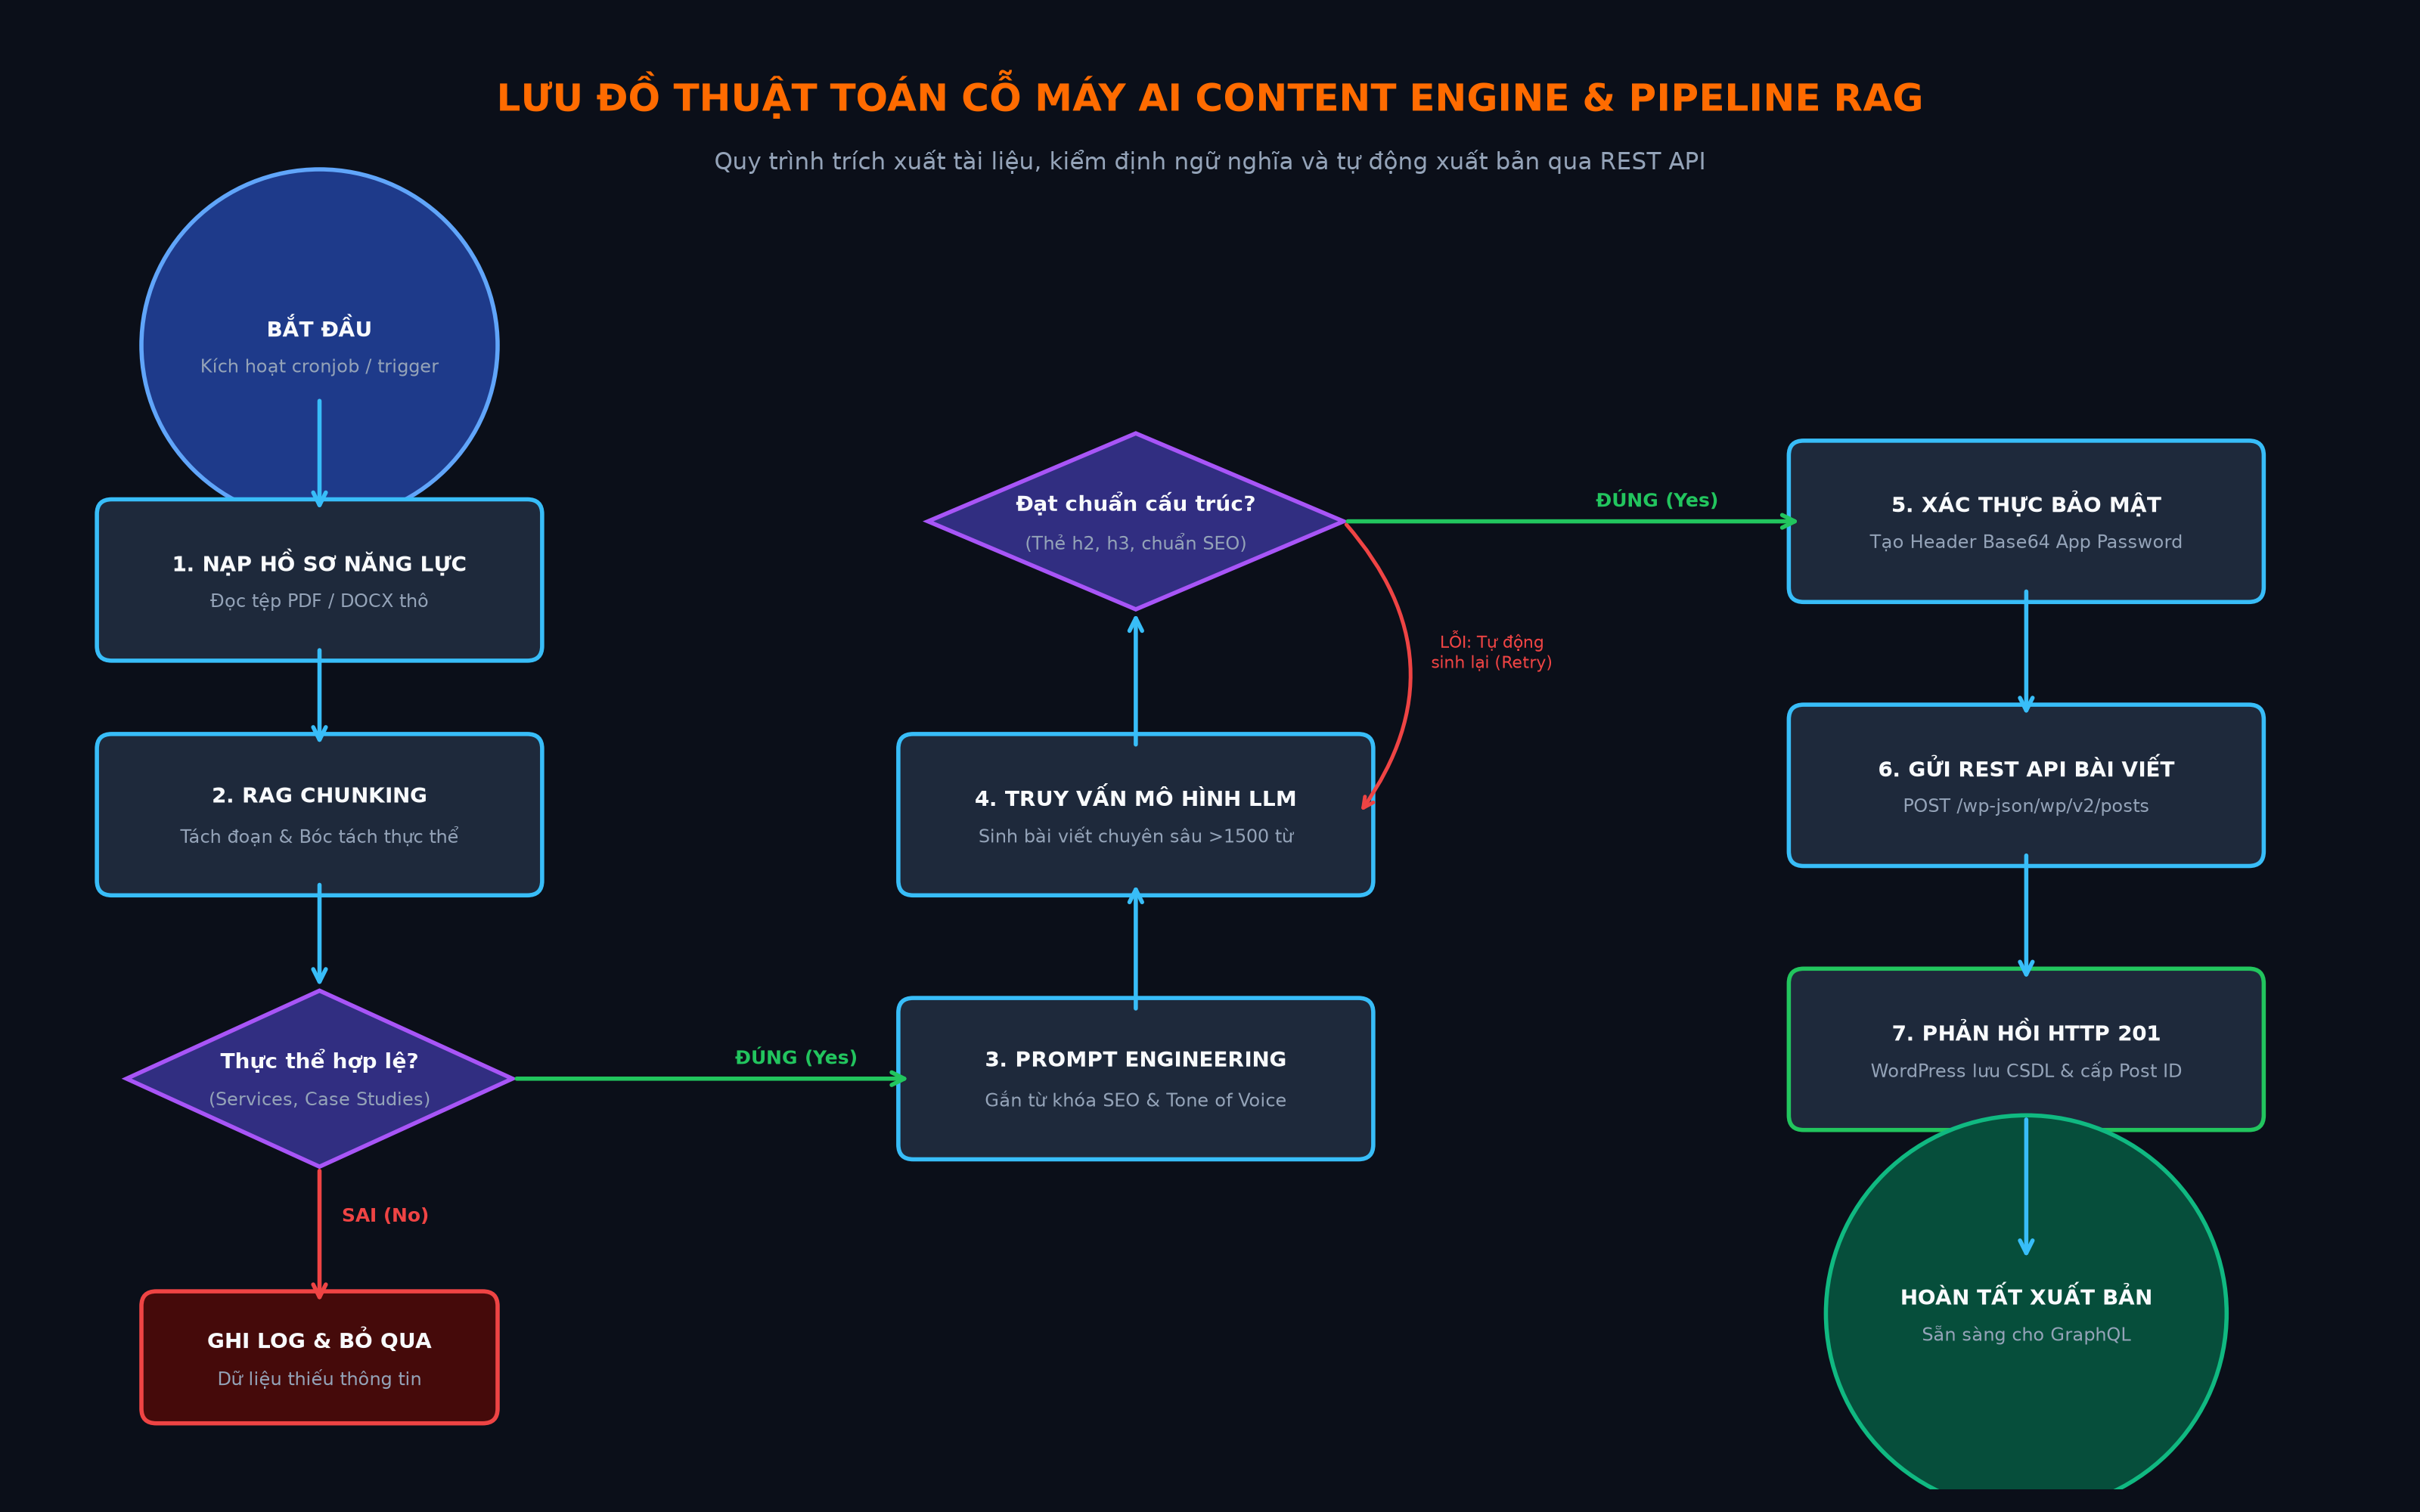 LƯU ĐỒ THUẬT TOÁN CỖ MÁY AI CONTENT ENGINE & PIPELINE RAG
Quy trình trích xuất tài liệu, kiểm định ngữ nghĩa và tự động xuất bản qua REST API
BẮT ĐẦU
Kích hoạt cronjob / trigger
1. NẠP HỒ SƠ NĂNG LỰC
Đọc tệp PDF / DOCX thô
2. RAG CHUNKING
Tách đoạn & Bóc tách thực thể
Thực thể hợp lệ?
(Services, Case Studies)
SAI (No)
GHI LOG & BỎ QUA
Dữ liệu thiếu thông tin
ĐÚNG (Yes)
3. PROMPT ENGINEERING
Gắn từ khóa SEO & Tone of Voice
4. TRUY VẤN MÔ HÌNH LLM
Sinh bài viết chuyên sâu >1500 từ
Đạt chuẩn cấu trúc?
(Thẻ h2, h3, chuẩn SEO)
LỖI: Tự động
sinh lại (Retry)
ĐÚNG (Yes)
5. XÁC THỰC BẢO MẬT
Tạo Header Base64 App Password
6. GỬI REST API BÀI VIẾT
POST /wp-json/wp/v2/posts
7. PHẢN HỒI HTTP 201
WordPress lưu CSDL & cấp Post ID
HOÀN TẤT XUẤT BẢN
Sẵn sàng cho GraphQL